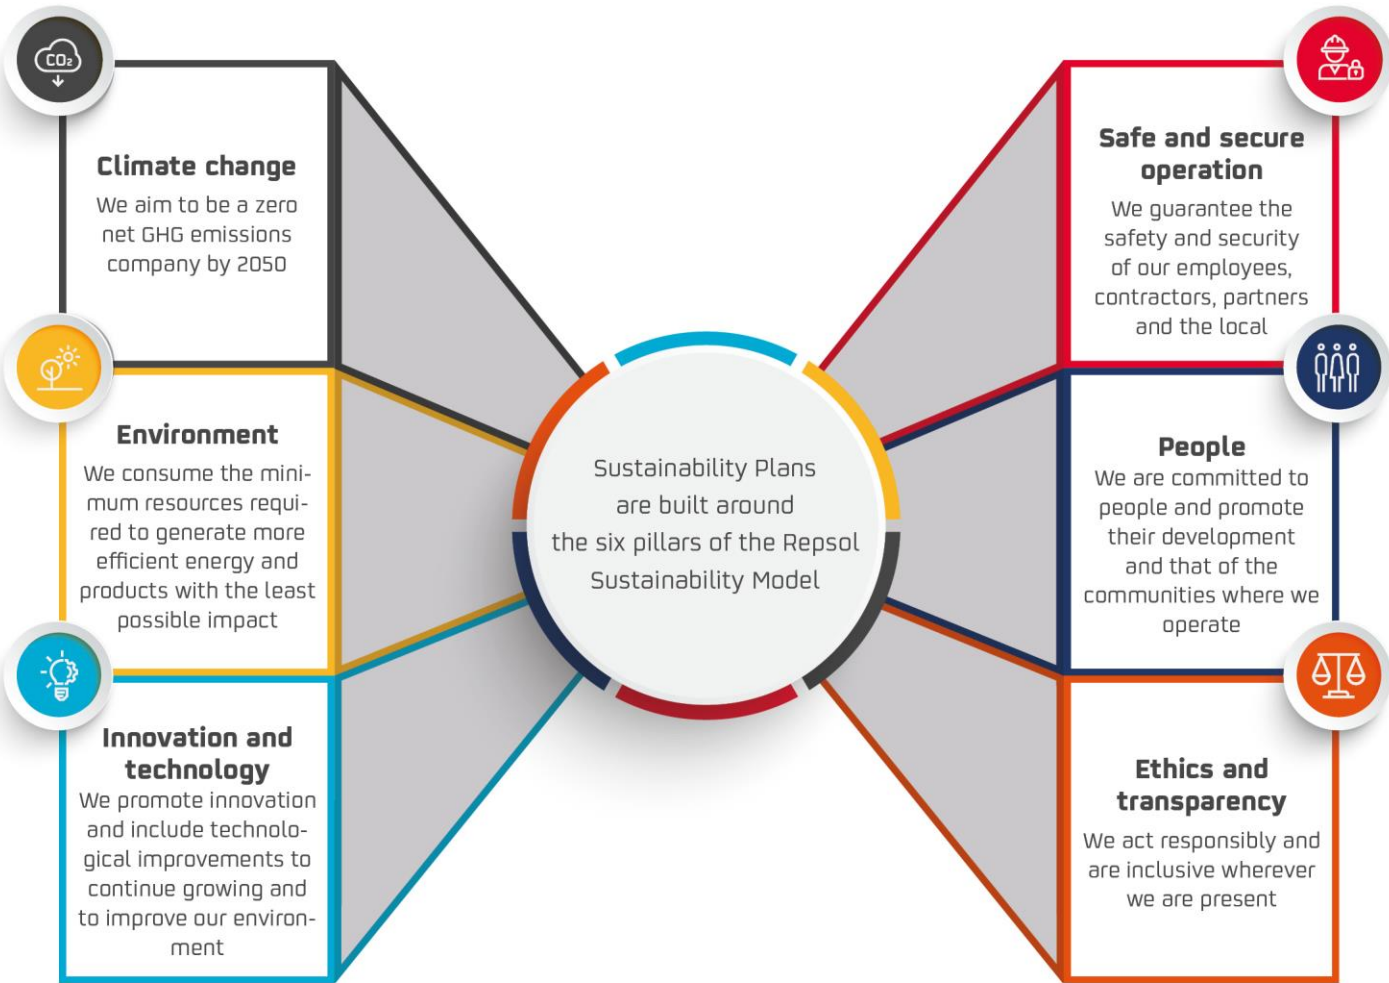 CO₂
Climate change
We aim to be a zero
net GHG emissions
company by 2050
Environment
We consume the mini-
mum resources requi-
red to generate more
efficient energy and
products with the least
possible impact
Innovation and
technology
We promote innovation
and include technolo-
gical improvements to
continue growing and
to improve our environ-
ment
Sustainability Plans
are built around
the six pillars of the Repsol
Sustainability Model
Safe and secure
operation
We guarantee the
safety and security
of our employees,
contractors, partners
and the local
People
We are committed to
people and promote
their development
and that of the
communities where we
operate
Ethics and
transparency
We act responsibly and
are inclusive wherever
we are present